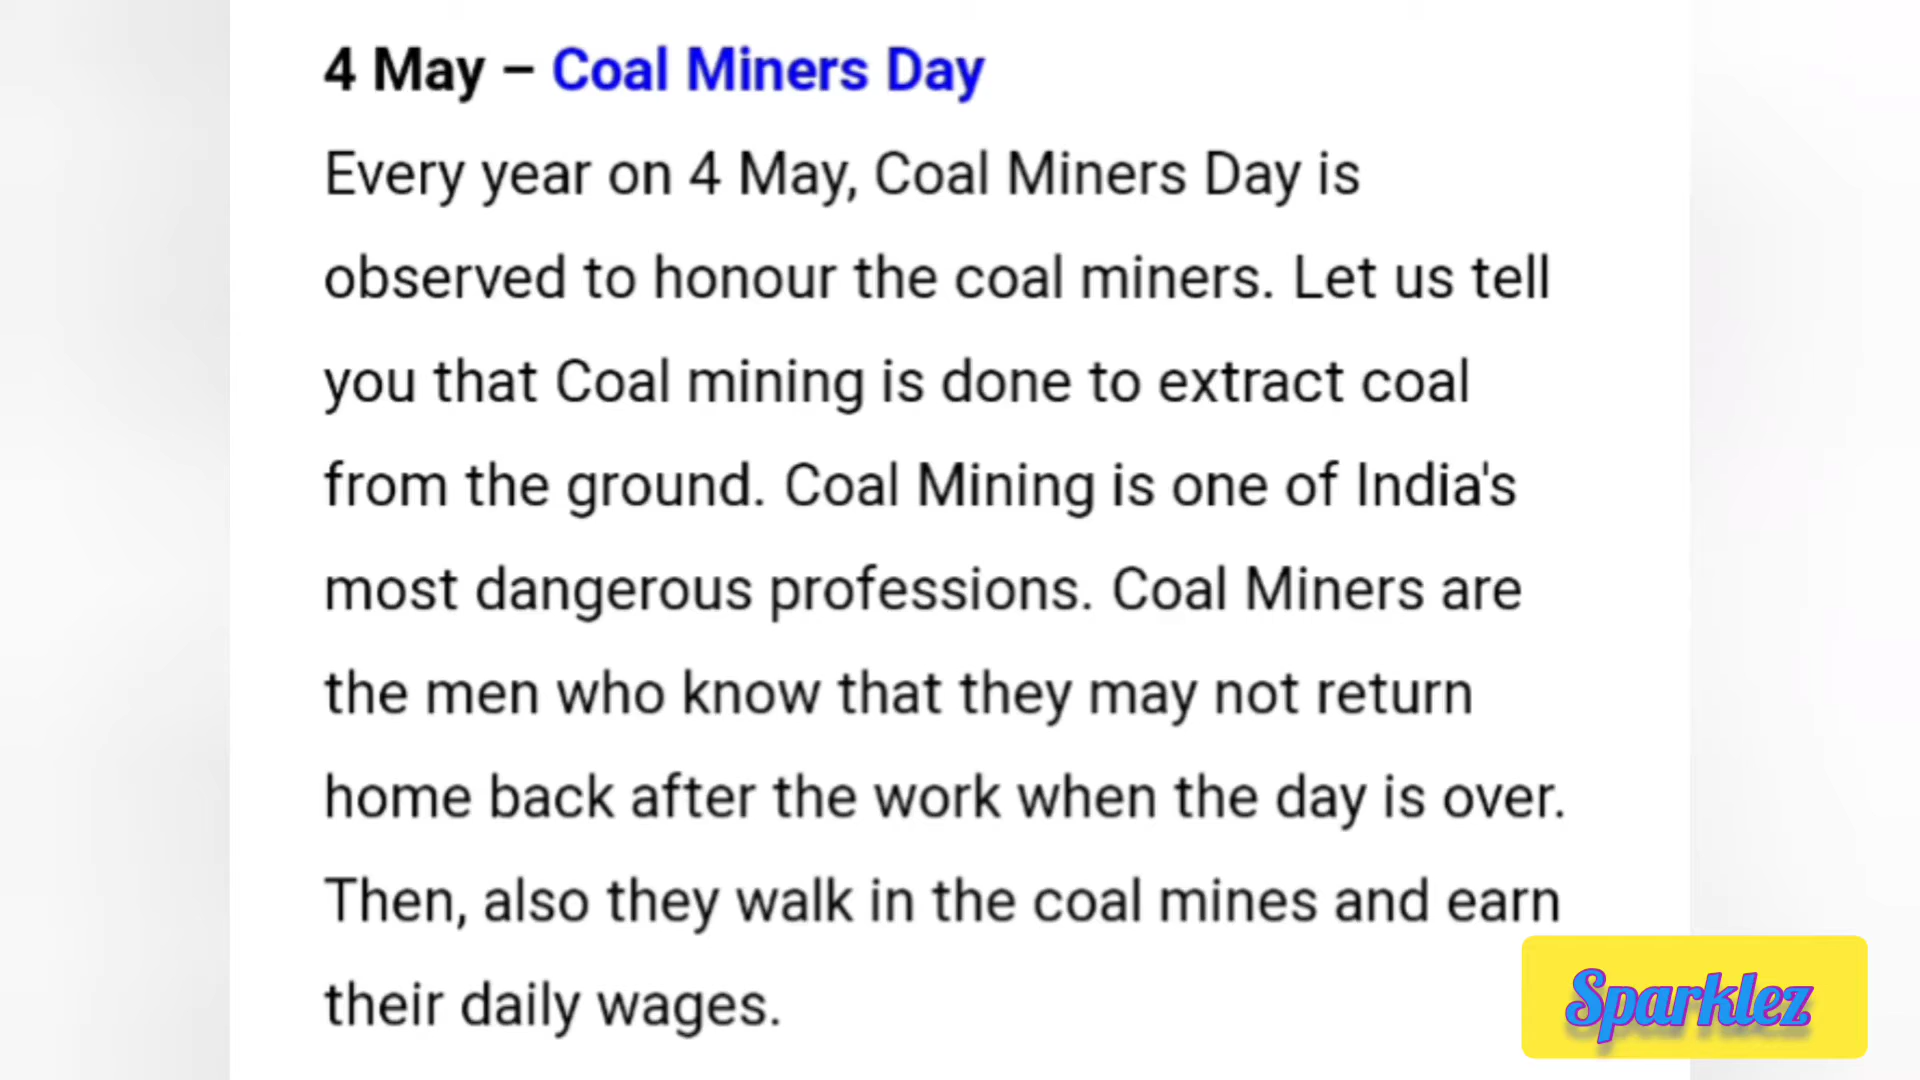 4 May – Coal Miners Day
Every year on 4 May, Coal Miners Day is
observed to honour the coal miners. Let us tell
you that Coal mining is done to extract coal
from the ground. Coal Mining is one of India's
most dangerous professions. Coal Miners are
the men who know that they may not return
home back after the work when the day is over.
Then, also they walk in the coal mines and earn
their daily wages.
Sparklez